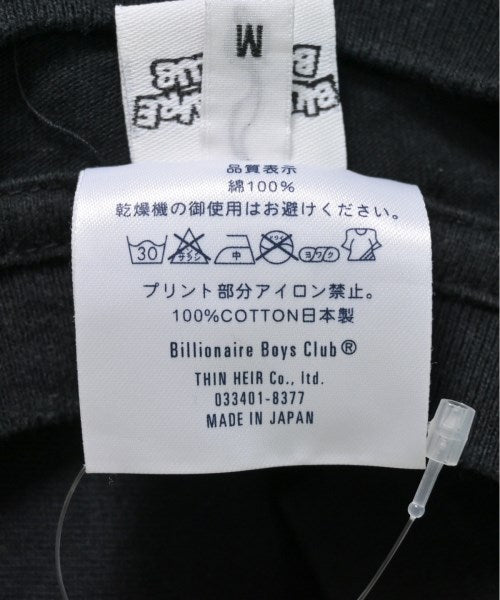 M
品質表示
綿100%
乾燥機の御使用はお避けください。
30 中 ヨワク
プリント部分アイロン禁止。
100%COTTON日本製
Billionaire Boys Club®
THIN HEIR Co., ltd.
033401-8377
MADE IN JAPAN